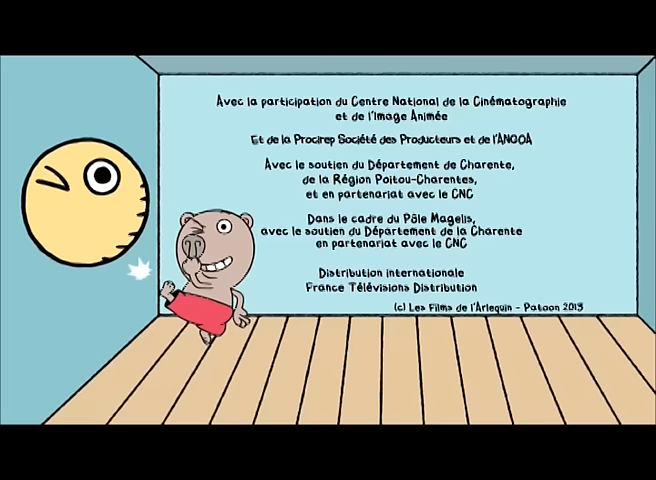 Avec la participation du Centre National de la Cinématographie
et de l'Image Animée
Et de la Procirep Société des Producteurs et de l'ANGOA
Avec le soutien du Département de Charente,
de la Région Poitou-Charentes,
et en partenariat avec le CNC
Dans le cadre du Pôle Magelis,
avec le soutien du Département de la Charente
en partenariat avec le CNC
Distribution internationale
France Télévisions Distribution
(c) Les Films de l'Arlequin - Patoon 2013